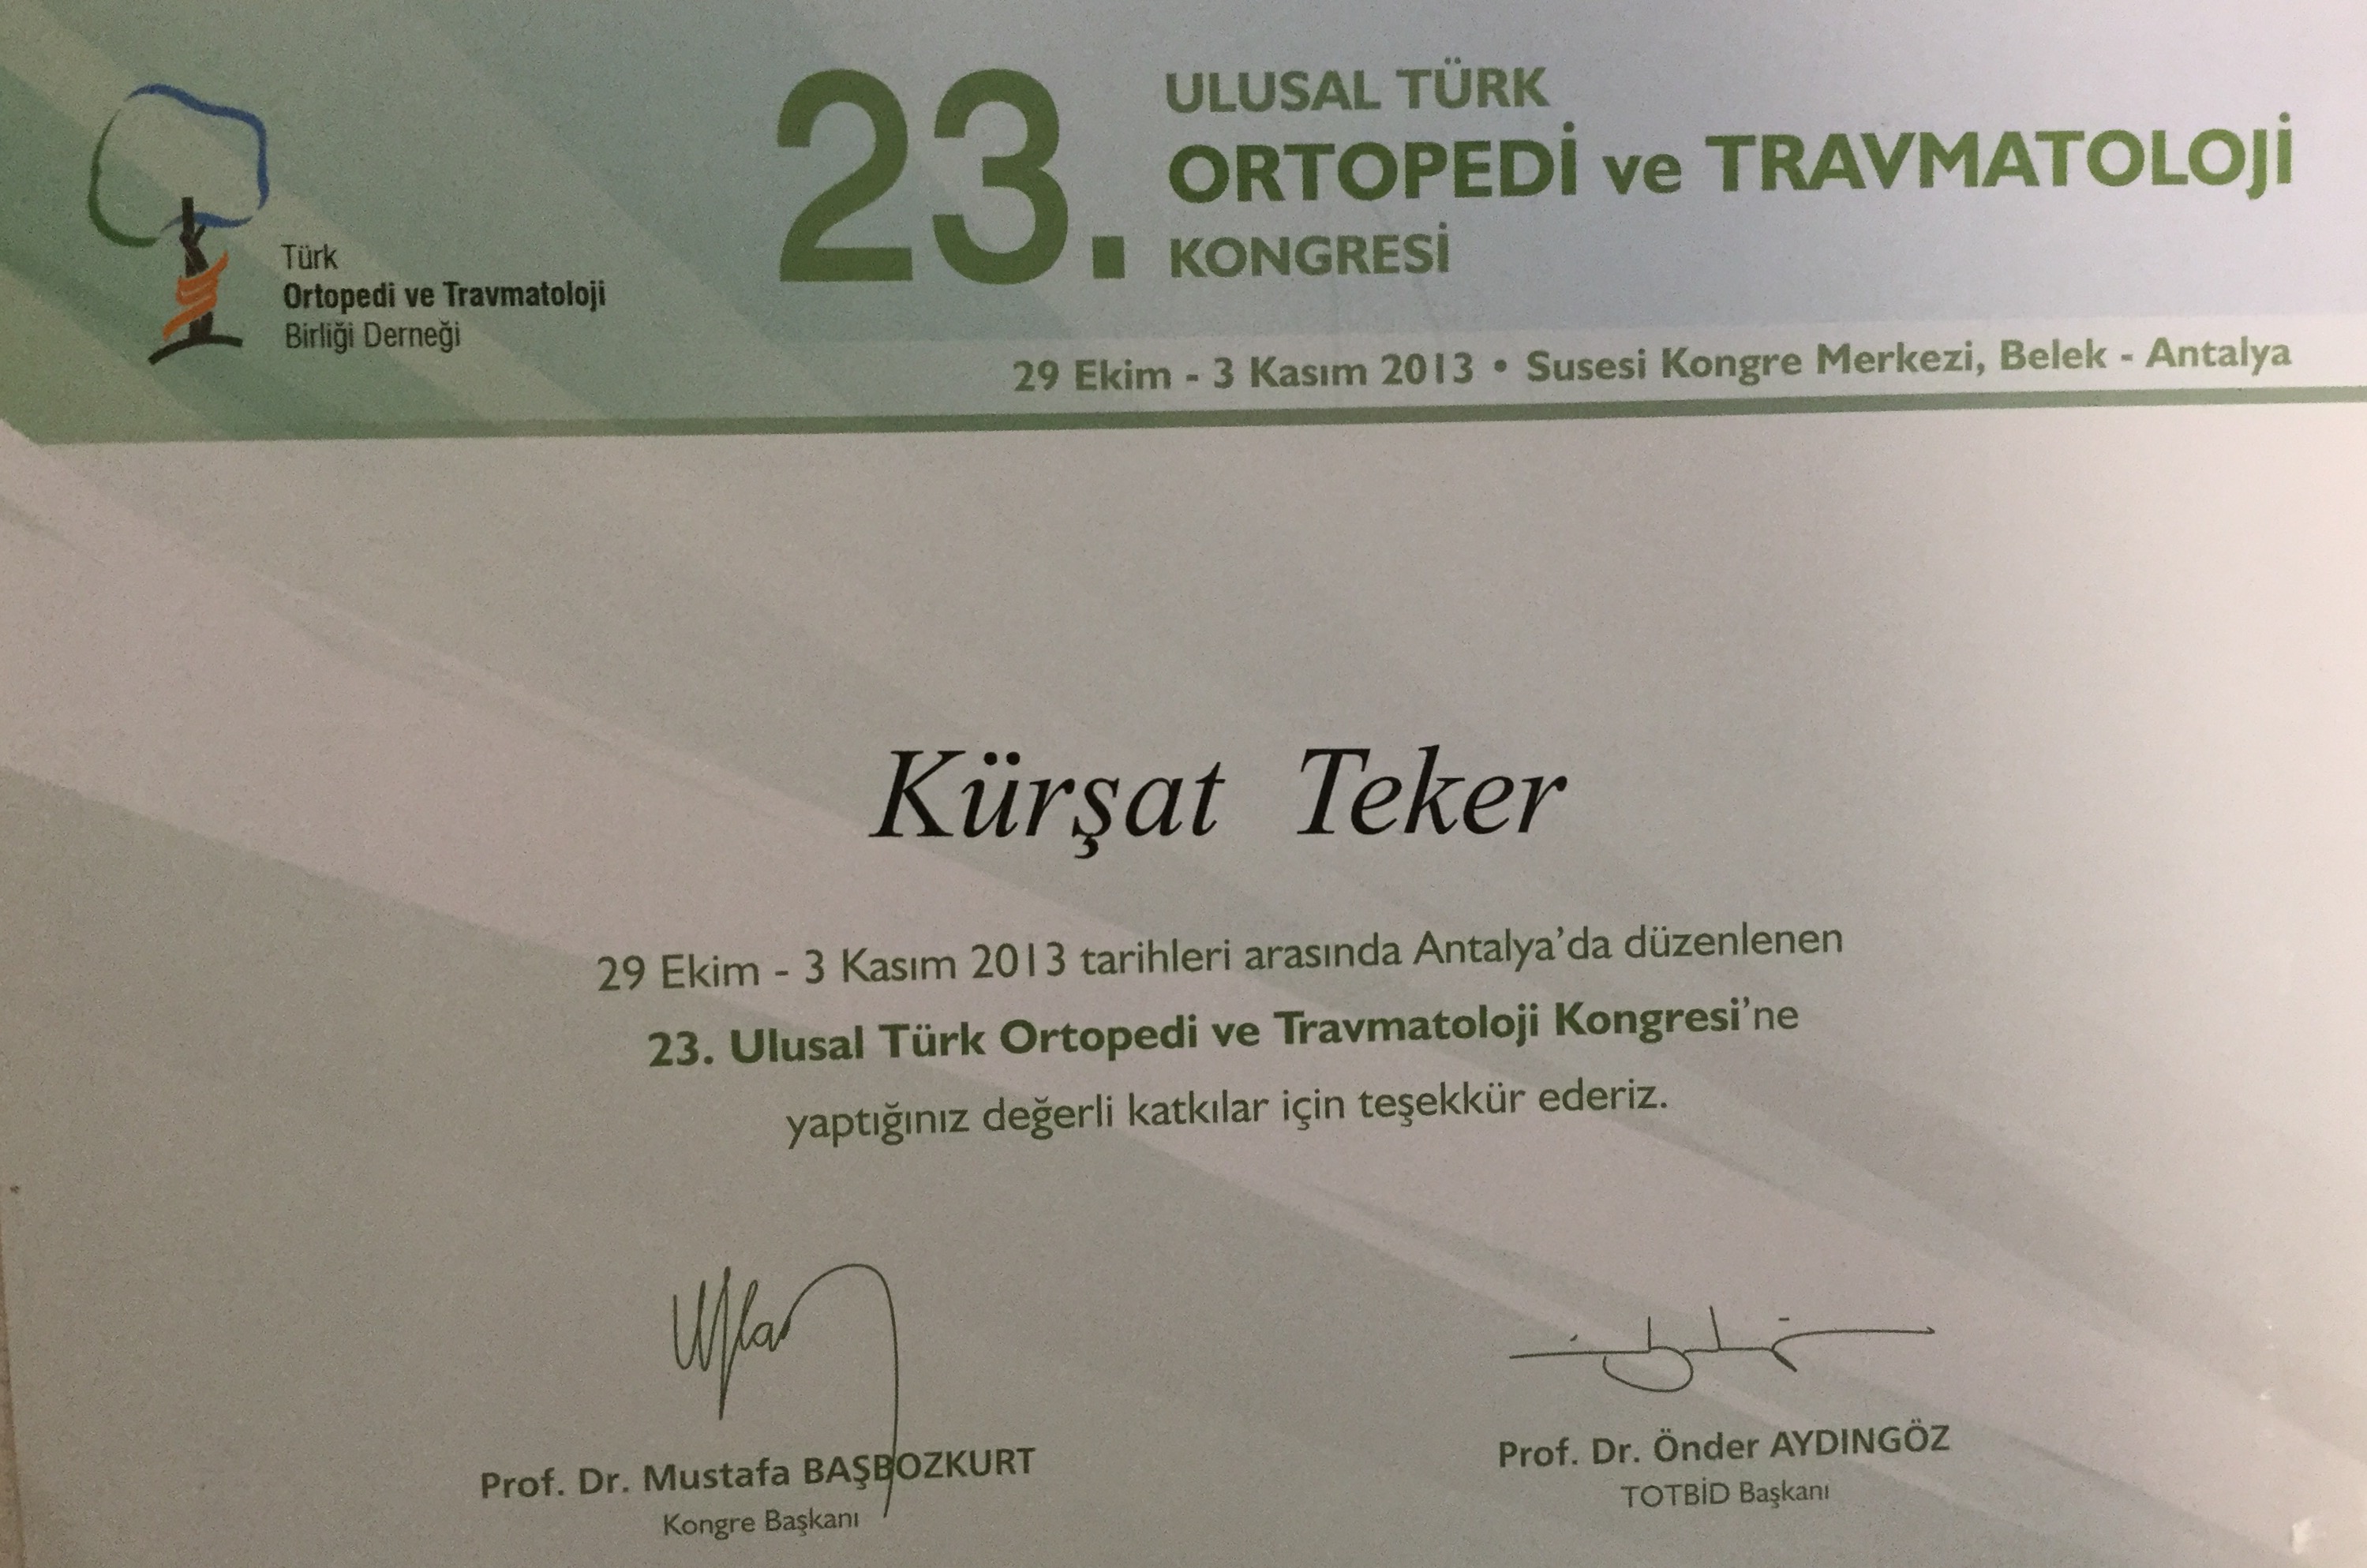 23. ULUSAL TÜRK
ORTOPEDİ ve TRAVMATOLOJİ
KONGRESİ
Türk
Ortopedi ve Travmatoloji
Birliği Derneği
29 Ekim - 3 Kasım 2013 • Susesi Kongre Merkezi, Belek - Antalya
Kürşat Teker
29 Ekim - 3 Kasım 2013 tarihleri arasında Antalya'da düzenlenen
23. Ulusal Türk Ortopedi ve Travmatoloji Kongresi'ne
yaptığınız değerli katkılar için teşekkür ederiz.
Prof. Dr. Mustafa BAŞBOZKURT
Kongre Başkanı
Prof. Dr. Önder AYDINGÖZ
TOTBİD Başkanı